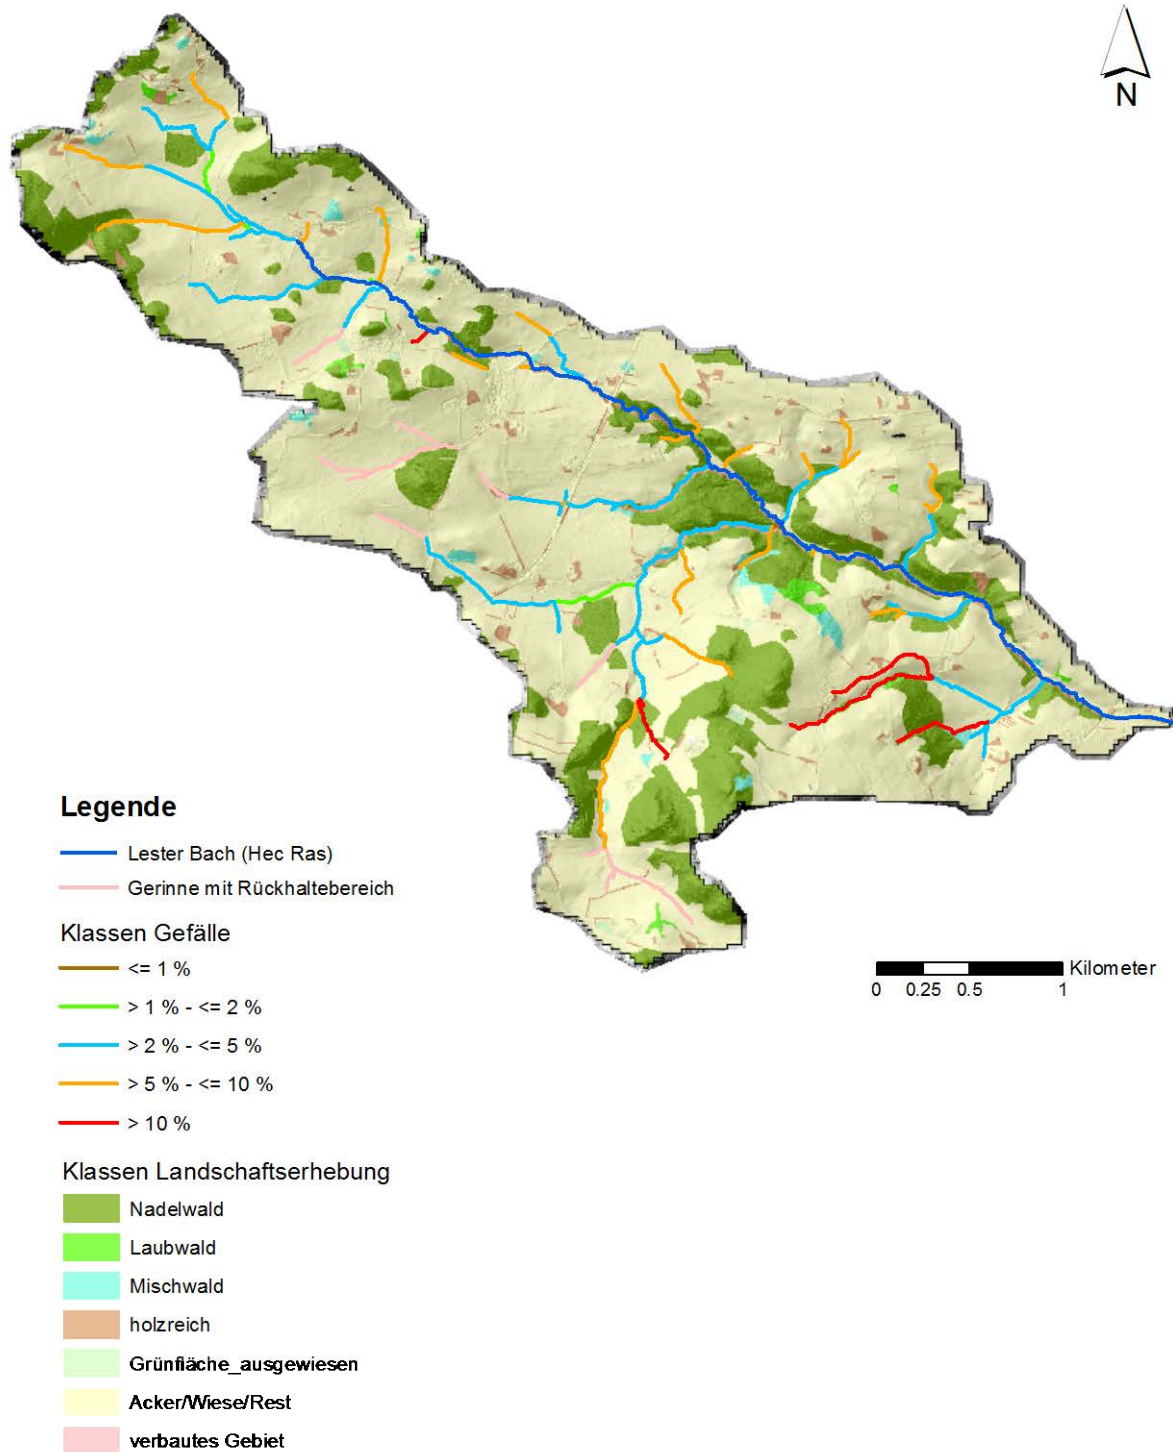 N
Legende
Lester Bach (Hec Ras)
Gerinne mit Rückhaltebereich
Klassen Gefälle
<= 1 %
> 1 % - <= 2 %
> 2 % - <= 5 %
> 5 % - <= 10 %
> 10 %
Kilometer
0 0.25 0.5 1
Klassen Landschaftserhebung
Nadelwald
Laubwald
Mischwald
holzreich
Grünfläche_ausgewiesen
Acker/Wiese/Rest
verbautes Gebiet